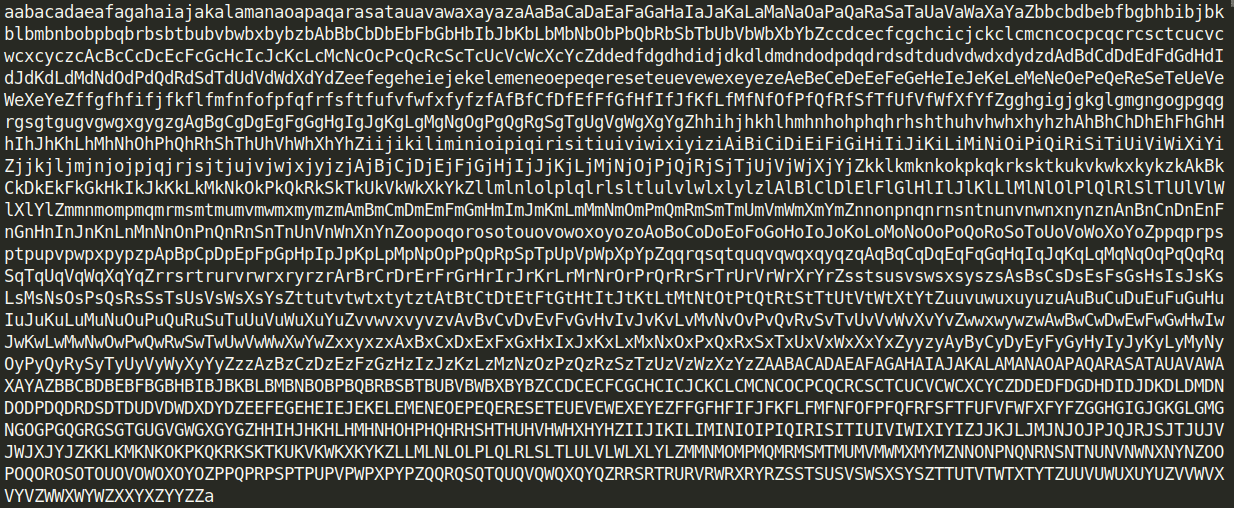 aabacadaeafagahaiajakalamanaoapaqarasatauavawaxayazaAaBaCaDaEaFaGaHaIaJaKaLaMaNaOaPaQaRaSaTaUaVaWaXaYaZbbcbdbebfbgbhbibjbk
blbmbnbobpbqbrbsbtbubvbwbxbybzbAbBbCbDbEbFbGbHbIbJbKbLbMbNbObPbQbRbSbTbUbVbWbXbYbZccdcecfcgchcicjckclcmcncocpcqcrcsctcucvc
wcxcyczcAcBcCcDcEcFcGcHcIcJcKcLcMcNcOcPcQcRcScTcUcVcWcXcYcZddedfdgdhdidjdkdldmdndodpdqdrdsdtdudvdwdxdydzdAdBdCdDdEdFdGdHdI
dJdKdLdMdNdOdPdQdRdSdTdUdVdWdXdYdZeefegeheiejekelemeneoepeqereseteuevewexeyezeAeBeCeDeEeFeGeHeIeJeKeLeMeNeOePeQeReSeTeUeVe
WeXeYeZffgfhfifjfkflfmfnfofpfqfrfsftfufvfwfxfyfzfAfBfCfDfEfFfGfHfIfJfKfLfMfNfOfPfQfRfSfTfUfVfWfXfYfZgghgigjgkglgmgngogpgqg
rgsgtgugvgwgxgygzgAgBgCgDgEgFgGgHgIgJgKgLgMgNgOgPgQgRgSgTgUgVgWgXgYgZhhihjhkhlhmhnhohphqhrhshthuhvhwhxhyhzhAhBhChDhEhFhGhH
hIhJhKhLhMhNhOhPhQhRhShThUhVhWhXhYhZiijikiliminioipiqirisitiuiviwixiyiziAiBiCiDiEiFiGiHiIiJiKiLiMiNiOiPiQiRiSiTiUiViWiXiYi
ZjjkjljmjnjojpjqjrjsjtjujvjwjxjyjzjAjBjCjDjEjFjGjHjIjJjKjLjMjNjOjPjQjRjSjTjUjVjWjXjYjZkklkmknkokpkqkrksktkukvkwkxkykzkAkBk
CkDkEkFkGkHkIkJkKkLkMkNkOkPkQkRkSkTkUkVkWkXkYkZllmlnlolplqlrlsltlulvlwlxlylzlAlBlClDlElFlGlHlIlJlKlLlMlNlOlPlQlRlSlTlUlVlW
lXlYlZmmnmompmqmrmsmtmumvmwmxmymzmAmBmCmDmEmFmGmHmImJmKmLmMmNmOmPmQmRmSmTmUmVmWmXmYmZnnonpnqnrnsntnunvnwnxnynznAnBnCnDnEnF
nGnHnInJnKnLnMnNnOnPnQnRnSnTnUnVnWnXnYnZoopoqorosotouovowoxoyozoAoBoCoDoEoFoGoHoIoJoKoLoMoNoOoPoQoRoSoToUoVoWoXoYoZppqprps
ptpupvpwpxpypzpApBpCpDpEpFpGpHpIpJpKpLpMpNpOpPpQpRpSpTpUpVpWpXpYpZqqrqsqtquqvqwqxqyqzqAqBqCqDqEqFqGqHqIqJqKqLqMqNqOqPqQqRq
SqTqUqVqWqXqYqZrrsrtrurvrwrxryrzrArBrCrDrErFrGrHrIrJrKrLrMrNrOrPrQrRrSrTrUrVrWrXrYrZsstsusvswsxsyszsAsBsCsDsEsFsGsHsIsJsKs
LsMsNsOsPsQsRsSsTsUsVsWsXsYsZttutvtwtxtytztAtBtCtDtEtFtGtHtItJtKtLtMtNtOtPtQtRtStTtUtVtWtXtYtZuuvuwuxuyuzuAuBuCuDuEuFuGuHu
IuJuKuLuMuNuOuPuQuRuSuTuUuVuWuXuYuZvvwvxvyvzvAvBvCvDvEvFvGvHvIvJvKvLvMvNvOvPvQvRvSvTvUvVvWvXvYvZwwxwywzwAwBwCwDwEwFwGwHwIw
JwKwLwMwNwOwPwQwRwSwTwUwVwWwXwYwZxxyxzxAxBxCxDxExFxGxHxIxJxKxLxMxNxOxPxQxRxSxTxUxVxWxXxYxZyyzyAyByCyDyEyFyGyHyIyJyKyLyMyNy
OyPyQyRySyTyUyVyWyXyYyZzzAzBzCzDzEzFzGzHzIzJzKzLzMzNzOzPzQzRzSzTzUzVzWzXzYzZAABACADAEAFAGAHAIAJAKALAMANAOAPAQARASATAUAVAWA
XAYAZBBCBDBEBFBGBHBIBJBKBLBMBNBOBPBQBRBSBTBUBVBWBXBYBZCCDCECFCGCHCICJCKCLCMCNCOCPCQCRCSCTCUCVCWCXCYCZDDEDFDGDHDIDJDKDLDMDN
DODPDQDRDSDTDUDVDWDXDYDZEEFEGEHEIEJEKELEMENEOEPEQERESETEUEVEWEXEYEZFFGFHFIFJFKFLFMFNFOFPFQFRFSFTFUFVFWFXFYFZGGHGIGJGKGLGMG
NGOGPGQGRGSGTGUGVGWGXGYGZHHIHJHKHLHMHNHOHPHQHRHSHTHUHVHWHXHYHZIIJIKILIMINIOIPIQIRISITIUIVIWIXIYIZJJKJLJMJNJOJPJQJRJSJTJUJV
JWJXJYJZKKLKMKNKOKPKQKRKSKTKUKVKWKXKYKZLLMLNLOLPLQLRLSLTLULVLWLXLYLZMMNMOMPMQMRMSMTMUMVMWMXMYMZNNONPNQNRNSNTNUNVNWNXNYNZOO
POQOROSOTOUOVOWOXOYOZPPQPRPSPTPUPVPWPXPYPZQQRQSQTQUQVQWQXQYQZRRSRTRURVRWRXRYRZSSTSUSVSWSXSYSZTTUTVTWTXTYTZUUVUWUXUYUZVVWVX
VYVZWWXWYWZXXYXZYYZZa